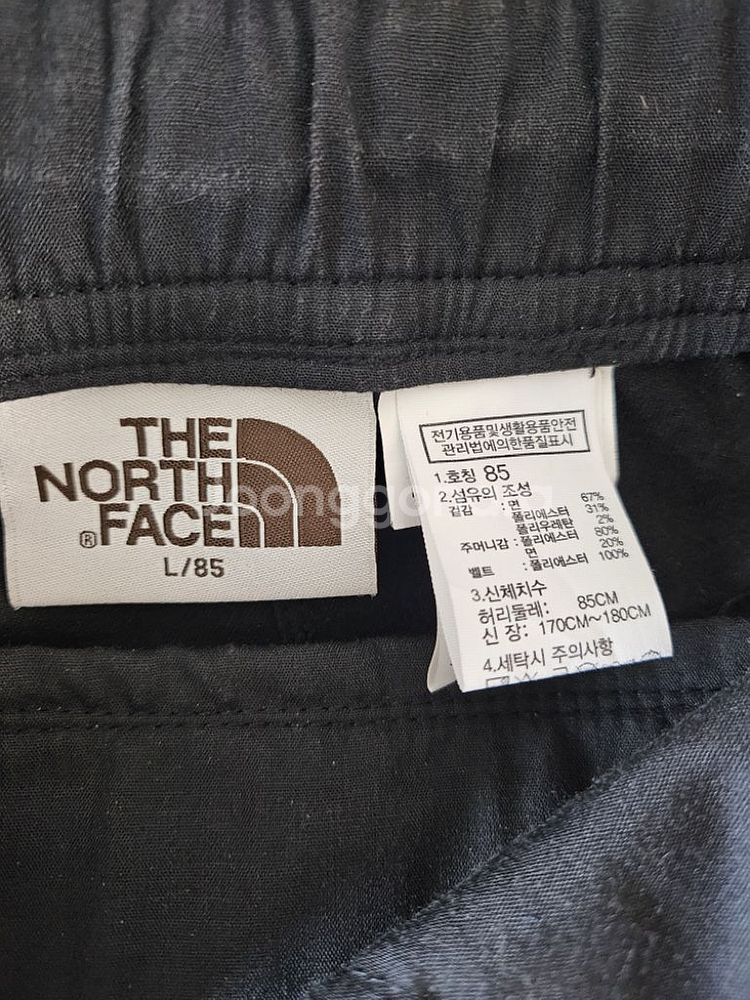 THE
NORTH
FACE
®
L/85
전기용품및생활용품안전
관리법에의한품질표시
1.호칭 85
2.섬유의 조성
겉감 : 면 67%
폴리에스터 31%
폴리우레탄 2%
주머니감 : 폴리에스터 80%
면 20%
벨트 : 폴리에스터 100%
3.신체치수
허리둘레: 85CM
신 장: 170CM~180CM
4.세탁시 주의사항
joonggonara